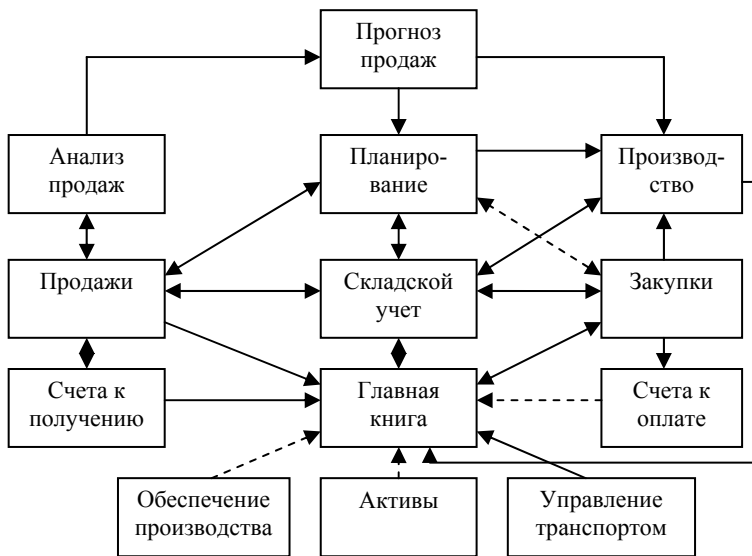 Прогноз
продаж
Анализ
продаж
Планиро-
вание
Производ-
ство
Продажи
Складской
учет
Закупки
Счета к
получению
Главная
книга
Счета к
оплате
Обеспечение
производства
Активы
Управление
транспортом